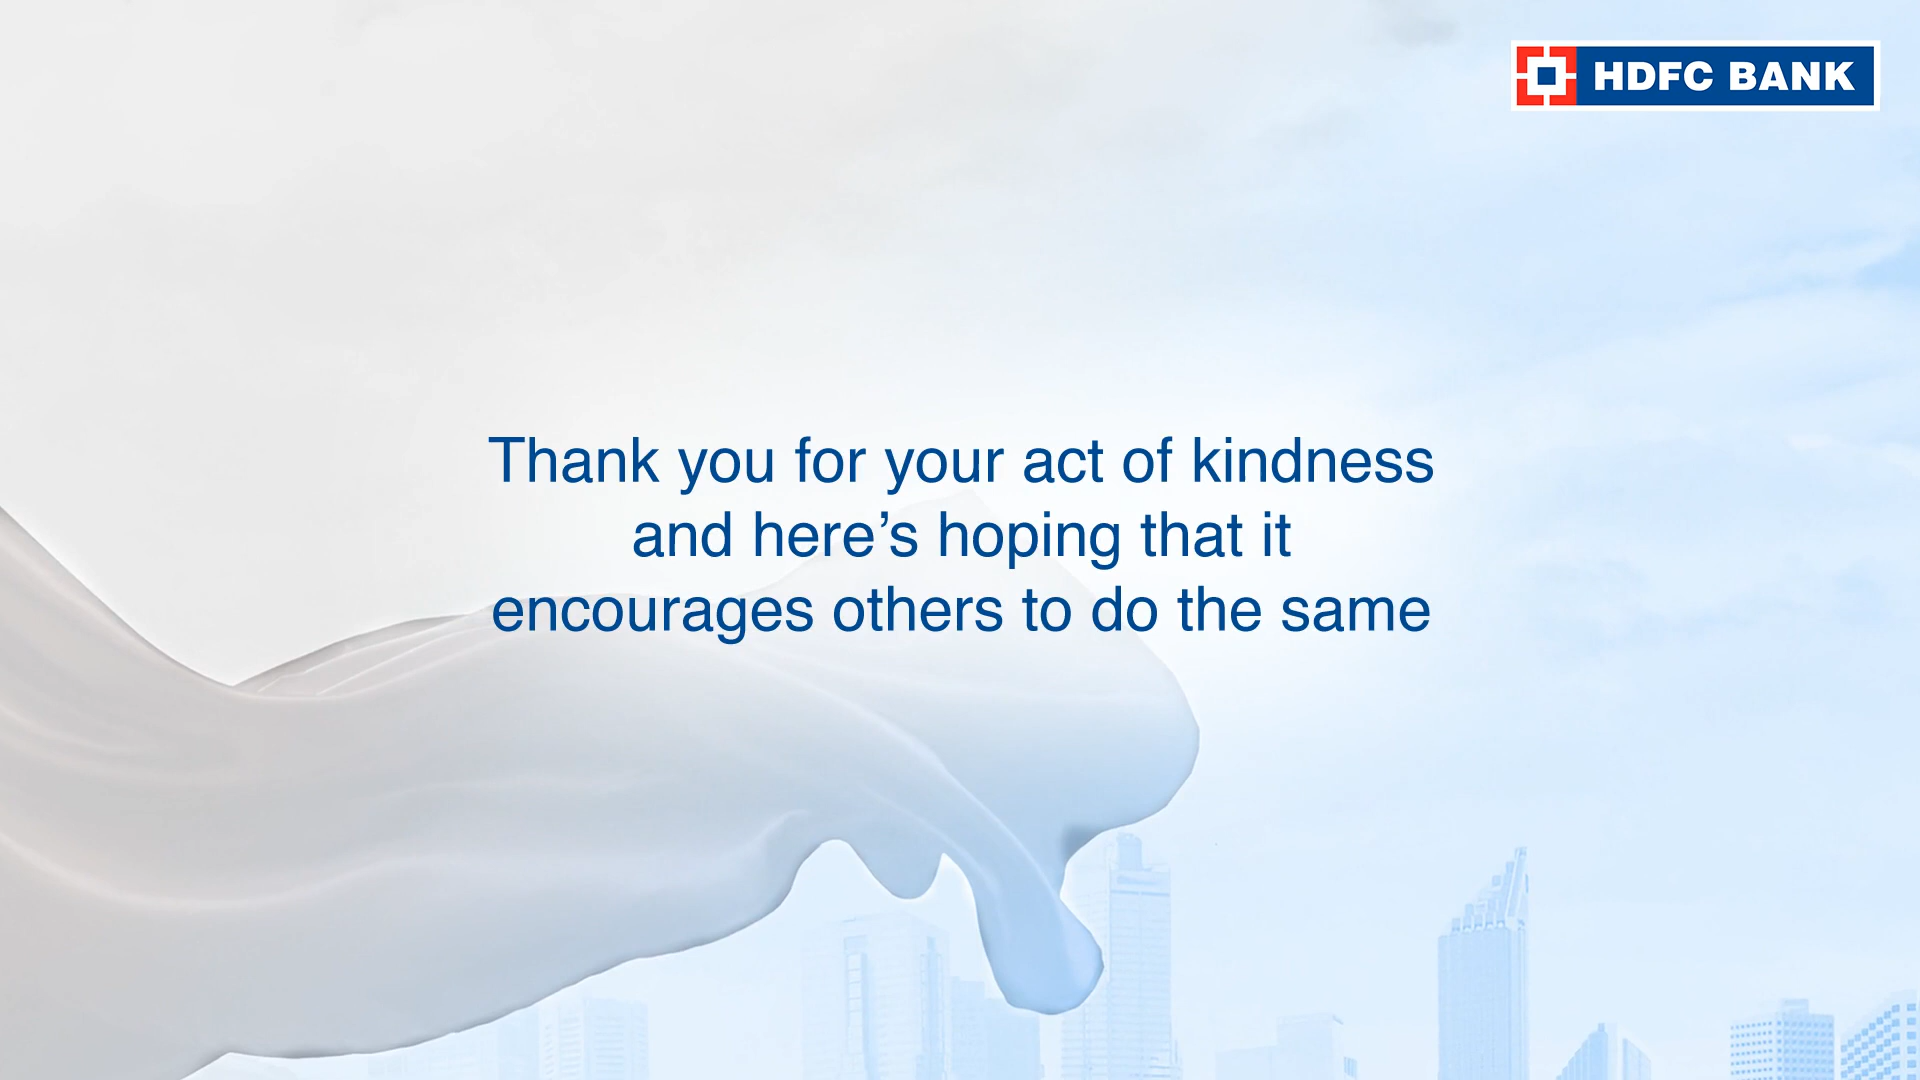 HDFC BANK
Thank you for your act of kindness
and here’s hoping that it
encourages others to do the same